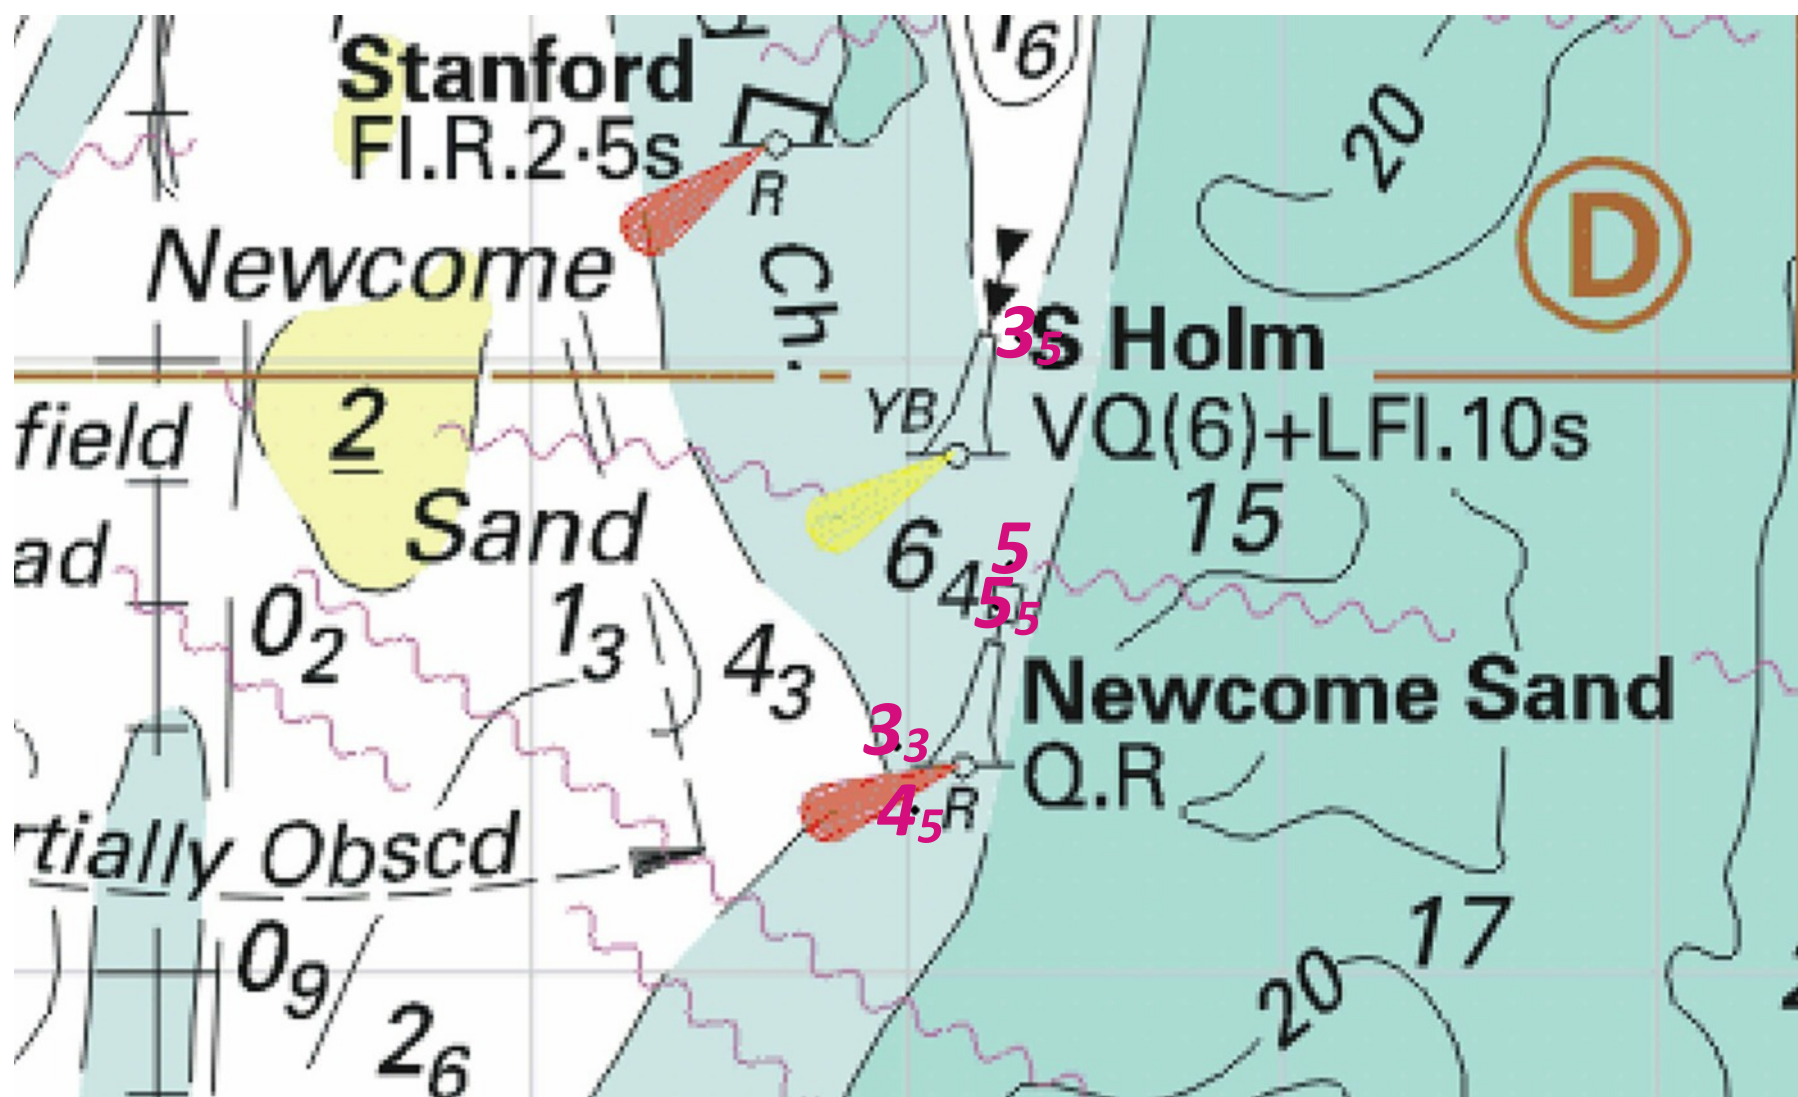 1₆
Stanford
Fl.R.2·5s
20
R
D
Newcome
Ch.
3₅
S Holm
2
YB
VQ(6)+LFl.10s
field
Sand
15
6
5
ad
4
5₅
0₂
1₃
4₃
Newcome Sand
3₃
Q.R
4₅
R
rtially Obscd
17
0₉
20
2₆